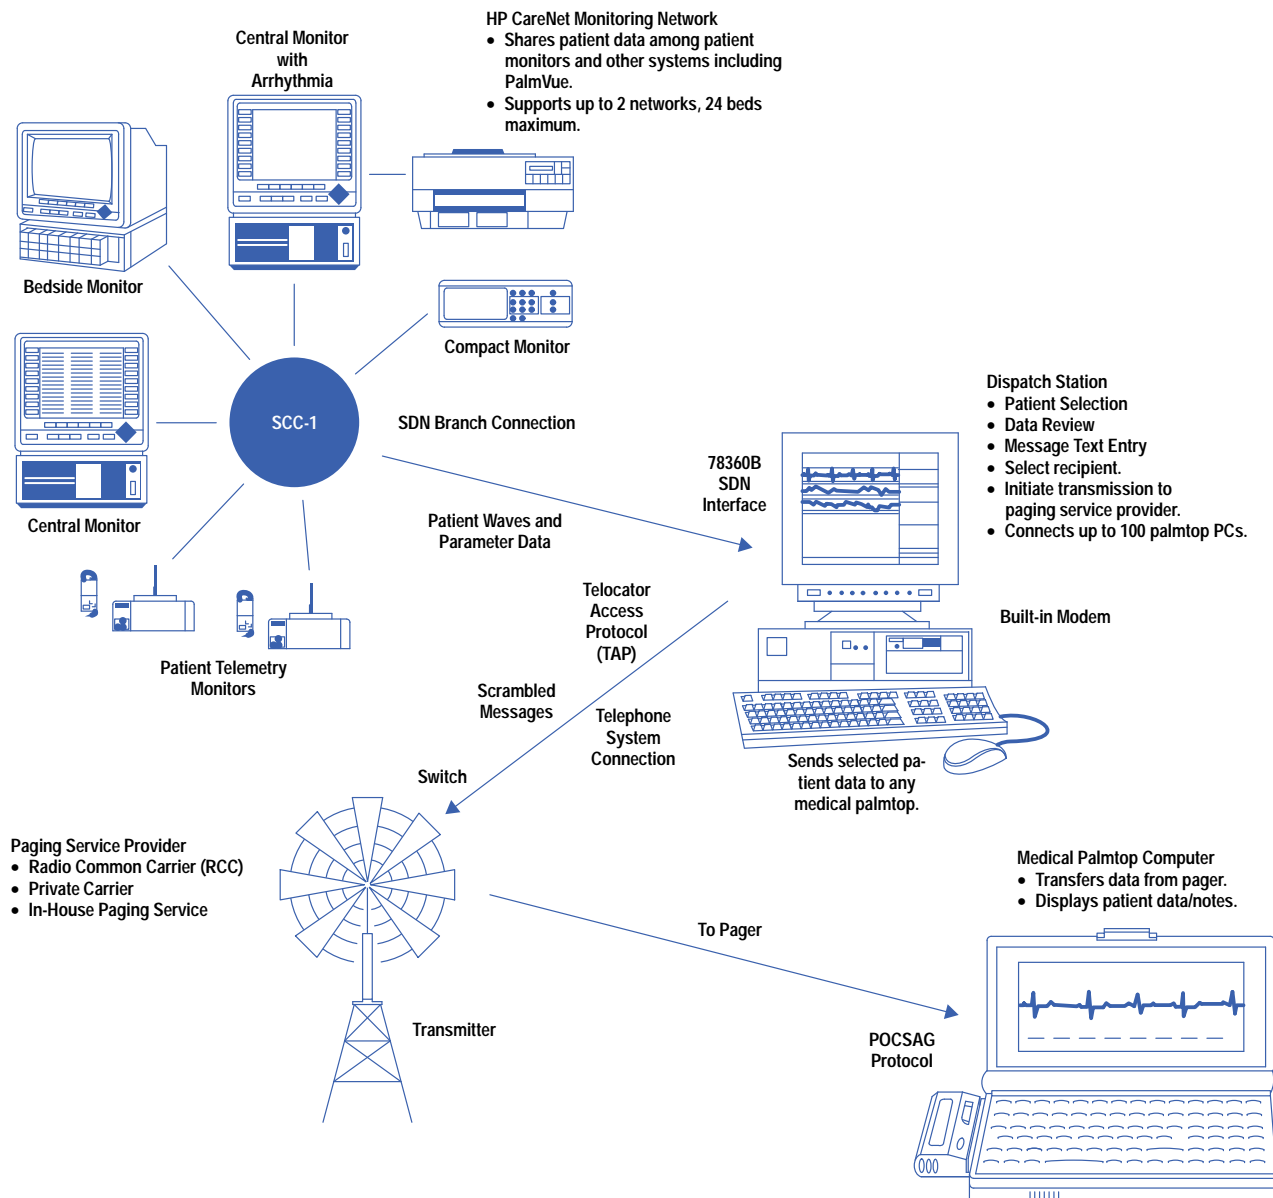 HP CareNet Monitoring Network
• Shares patient data among patient
monitors and other systems including
PalmVue.
• Supports up to 2 networks, 24 beds
maximum.
Central Monitor
with
Arrhythmia
Bedside Monitor
Compact Monitor
SCC-1
SDN Branch Connection
Central Monitor
Patient Waves and
Parameter Data
Patient Telemetry
Monitors
78360B
SDN
Interface
Dispatch Station
• Patient Selection
• Data Review
• Message Text Entry
• Select recipient.
• Initiate transmission to
paging service provider.
• Connects up to 100 palmtop PCs.
Built-in Modem
Telocator
Access
Protocol
(TAP)
Scrambled
Messages
Telephone
System
Connection
Sends selected pa-
tient data to any
medical palmtop.
Switch
Paging Service Provider
• Radio Common Carrier (RCC)
• Private Carrier
• In-House Paging Service
Transmitter
To Pager
Medical Palmtop Computer
• Transfers data from pager.
• Displays patient data/notes.
POCSAG
Protocol